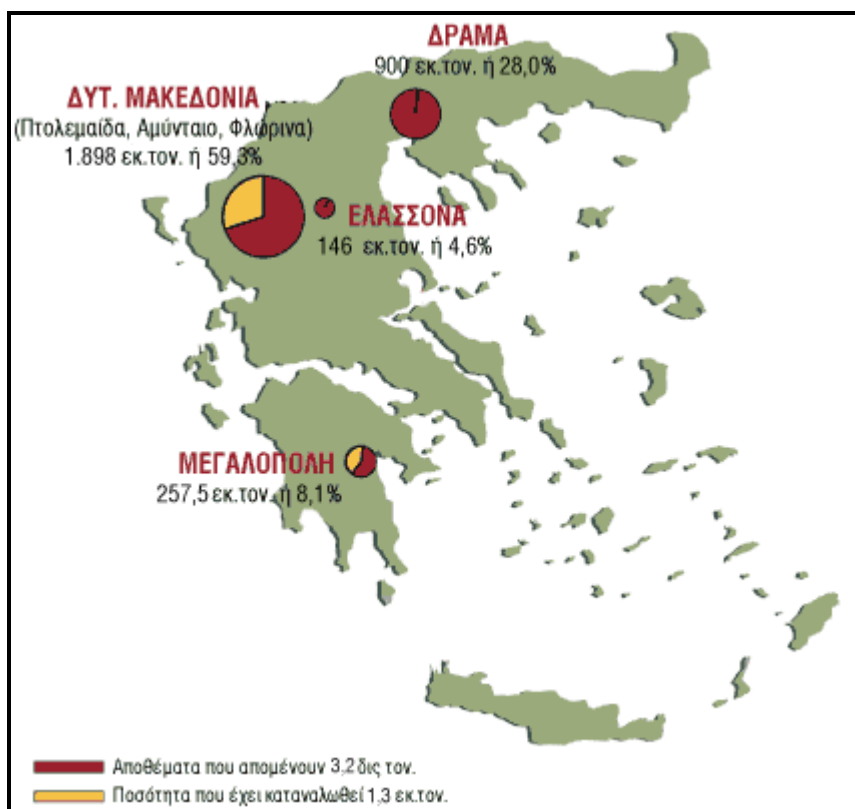 ΔΡΑΜΑ
900 εκ.τον. ή 28,0%
ΔΥΤ. ΜΑΚΕΔΟΝΙΑ
(Πτολεμαίδα, Αμύνταιο, Φλώρινα)
1.898 εκ.τον. ή 59,3%
ΕΛΑΣΣΟΝΑ
146 εκ.τον. ή 4,6%
ΜΕΓΑΛΟΠΟΛΗ
257,5 εκ.τον. ή 8,1%
Αποθέματα που απομένουν 3,2 δις τον.
Ποσότητα που έχει καταναλωθεί 1,3 εκ.τον.